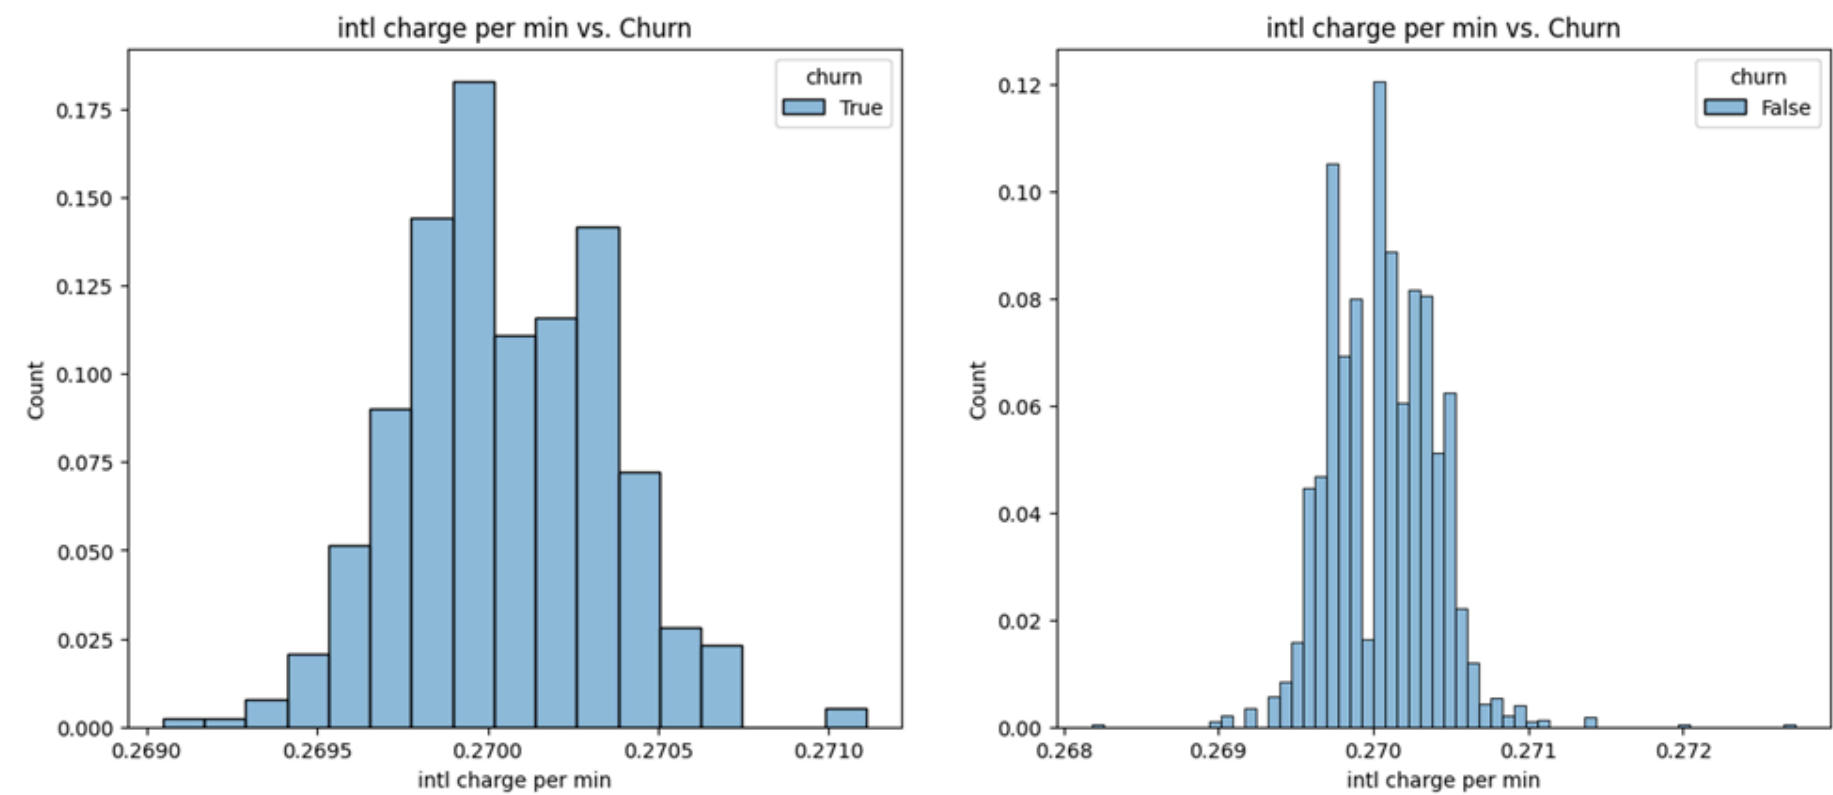 intl charge per min vs. Churn
churn
True
0.175
0.150
0.125
0.100
0.075
0.050
0.025
0.000
Count
0.2690 0.2695 0.2700 0.2705 0.2710
intl charge per min
intl charge per min vs. Churn
churn
False
0.12
0.10
0.08
0.06
0.04
0.02
0.00
Count
0.268 0.269 0.270 0.271 0.272
intl charge per min